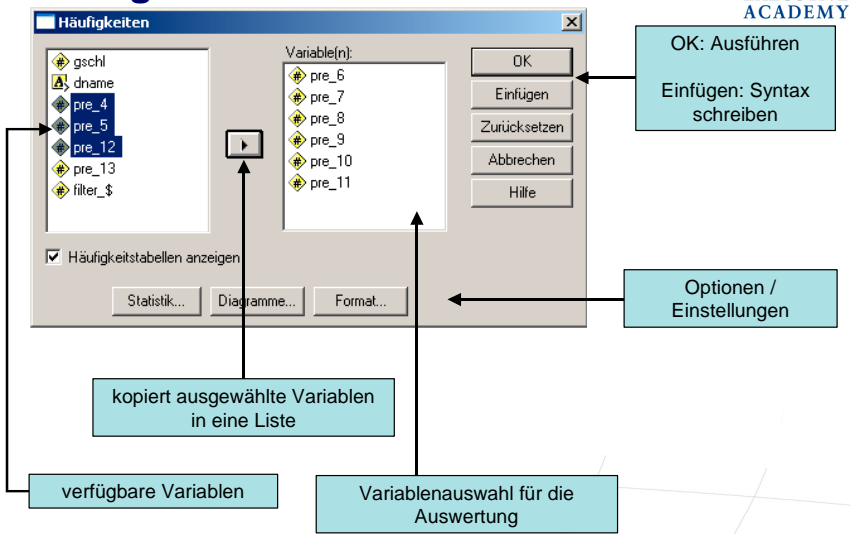 ACADEMY
Häufigkeiten
gschl
dname
pre_4
pre_5
pre_12
pre_13
filter_$
Variable(n):
pre_6
pre_7
pre_8
pre_9
pre_10
pre_11
OK
Einfügen
Zurücksetzen
Abbrechen
Hilfe
Häufigkeitstabellen anzeigen
Statistik...
Diagramme...
Format...
OK: Ausführen
Einfügen: Syntax
schreiben
Optionen /
Einstellungen
kopiert ausgewählte Variablen
in eine Liste
verfügbare Variablen
Variablenauswahl für die
Auswertung